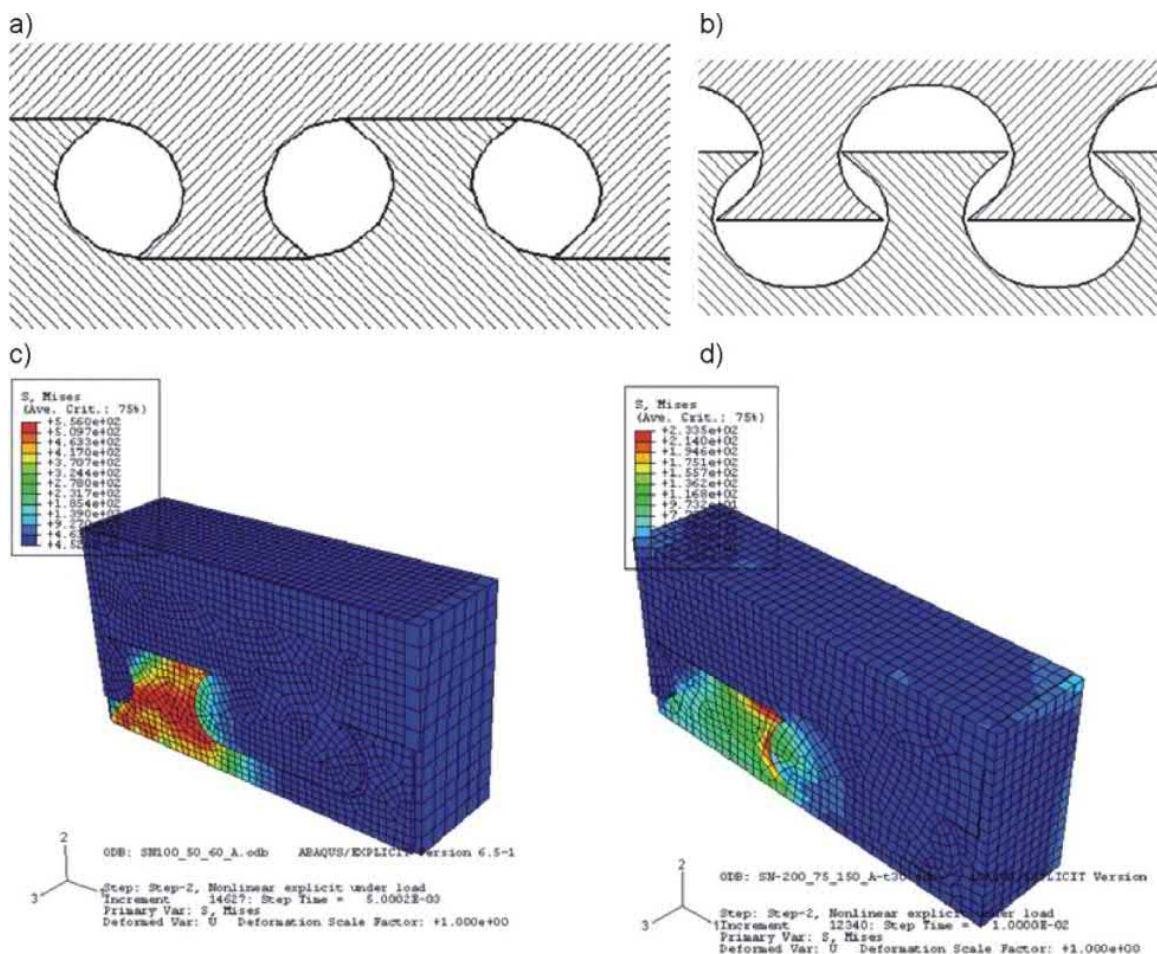 a)
b)
c)
d)
S, Mises
(Ave. Crit.: 75%)
+5.560e+02
+5.097e+02
+4.633e+02
+4.170e+02
+3.707e+02
+3.244e+02
+2.780e+02
+2.317e+02
+1.854e+02
+1.390e+02
S, Mises
(Ave. Crit.: 75%)
+2.335e+02
+2.140e+02
+1.946e+02
+1.751e+02
+1.557e+02
+1.362e+02
+1.168e+02
2
3
ODB: SN100_50_60_A.odb ABAQUS/EXPLICIT Version 6.5-1
Step: Step-2, Nonlinear explicit under load
Increment 14627: Step Time = 5.0002E-03
Primary Var: S, Mises
Deformed Var: U Deformation Scale Factor: +1.000e+00
2
3
1
ODB: Version
Step: Step-2, Nonlinear explicit under load
Increment 12340: Step Time = 1.0000E-02
Primary Var: S, Mises
Deformed Var: U Deformation Scale Factor: +1.000e+00